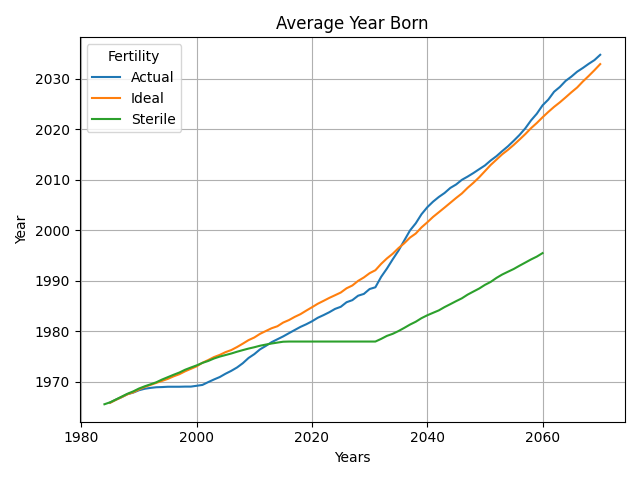 Average Year Born
Fertility
Actual
Ideal
Sterile
Year
2030
2020
2010
2000
1990
1980
1970
1980 2000 2020 2040 2060
Years